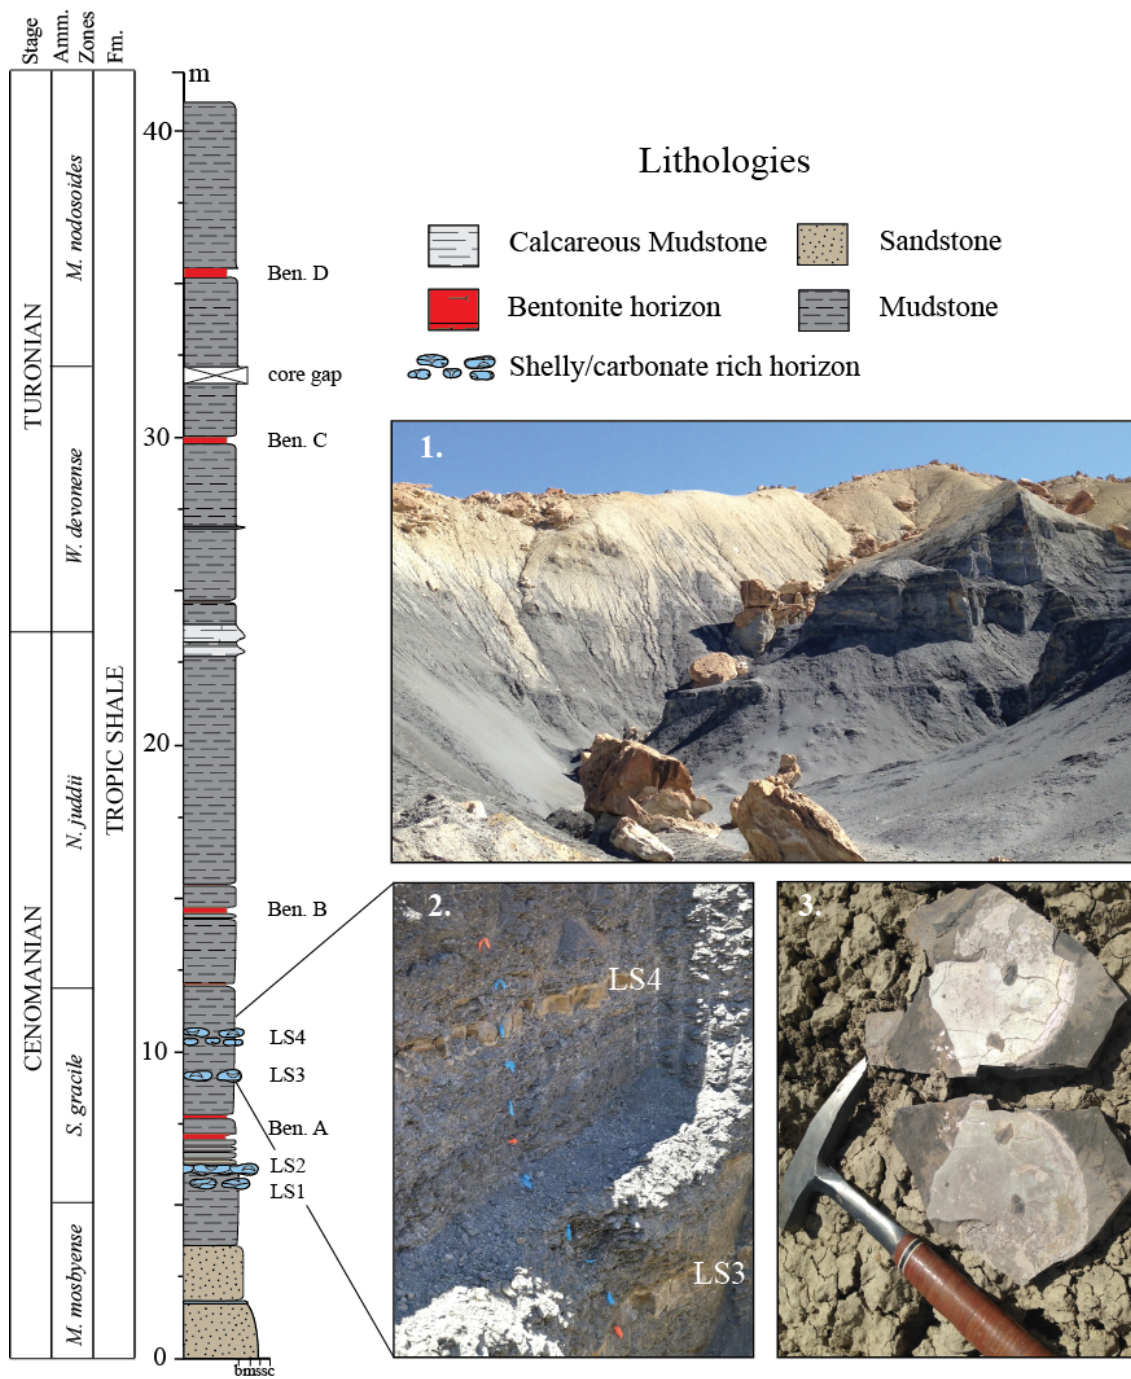 Stage
Amm. Zones
Fm.
m
40
30
20
10
0
TURONIAN
CENOMANIAN
M. nodosoides
W. devonense
N. juddii
S. gracile
M. mosbyense
TROPIC SHALE
Ben. D
core gap
Ben. C
Ben. B
LS4
LS3
Ben. A
LS2
LS1
bmssc
Lithologies
Calcareous Mudstone
Sandstone
Bentonite horizon
Mudstone
Shelly/carbonate rich horizon
1.
2.
LS4
LS3
3.